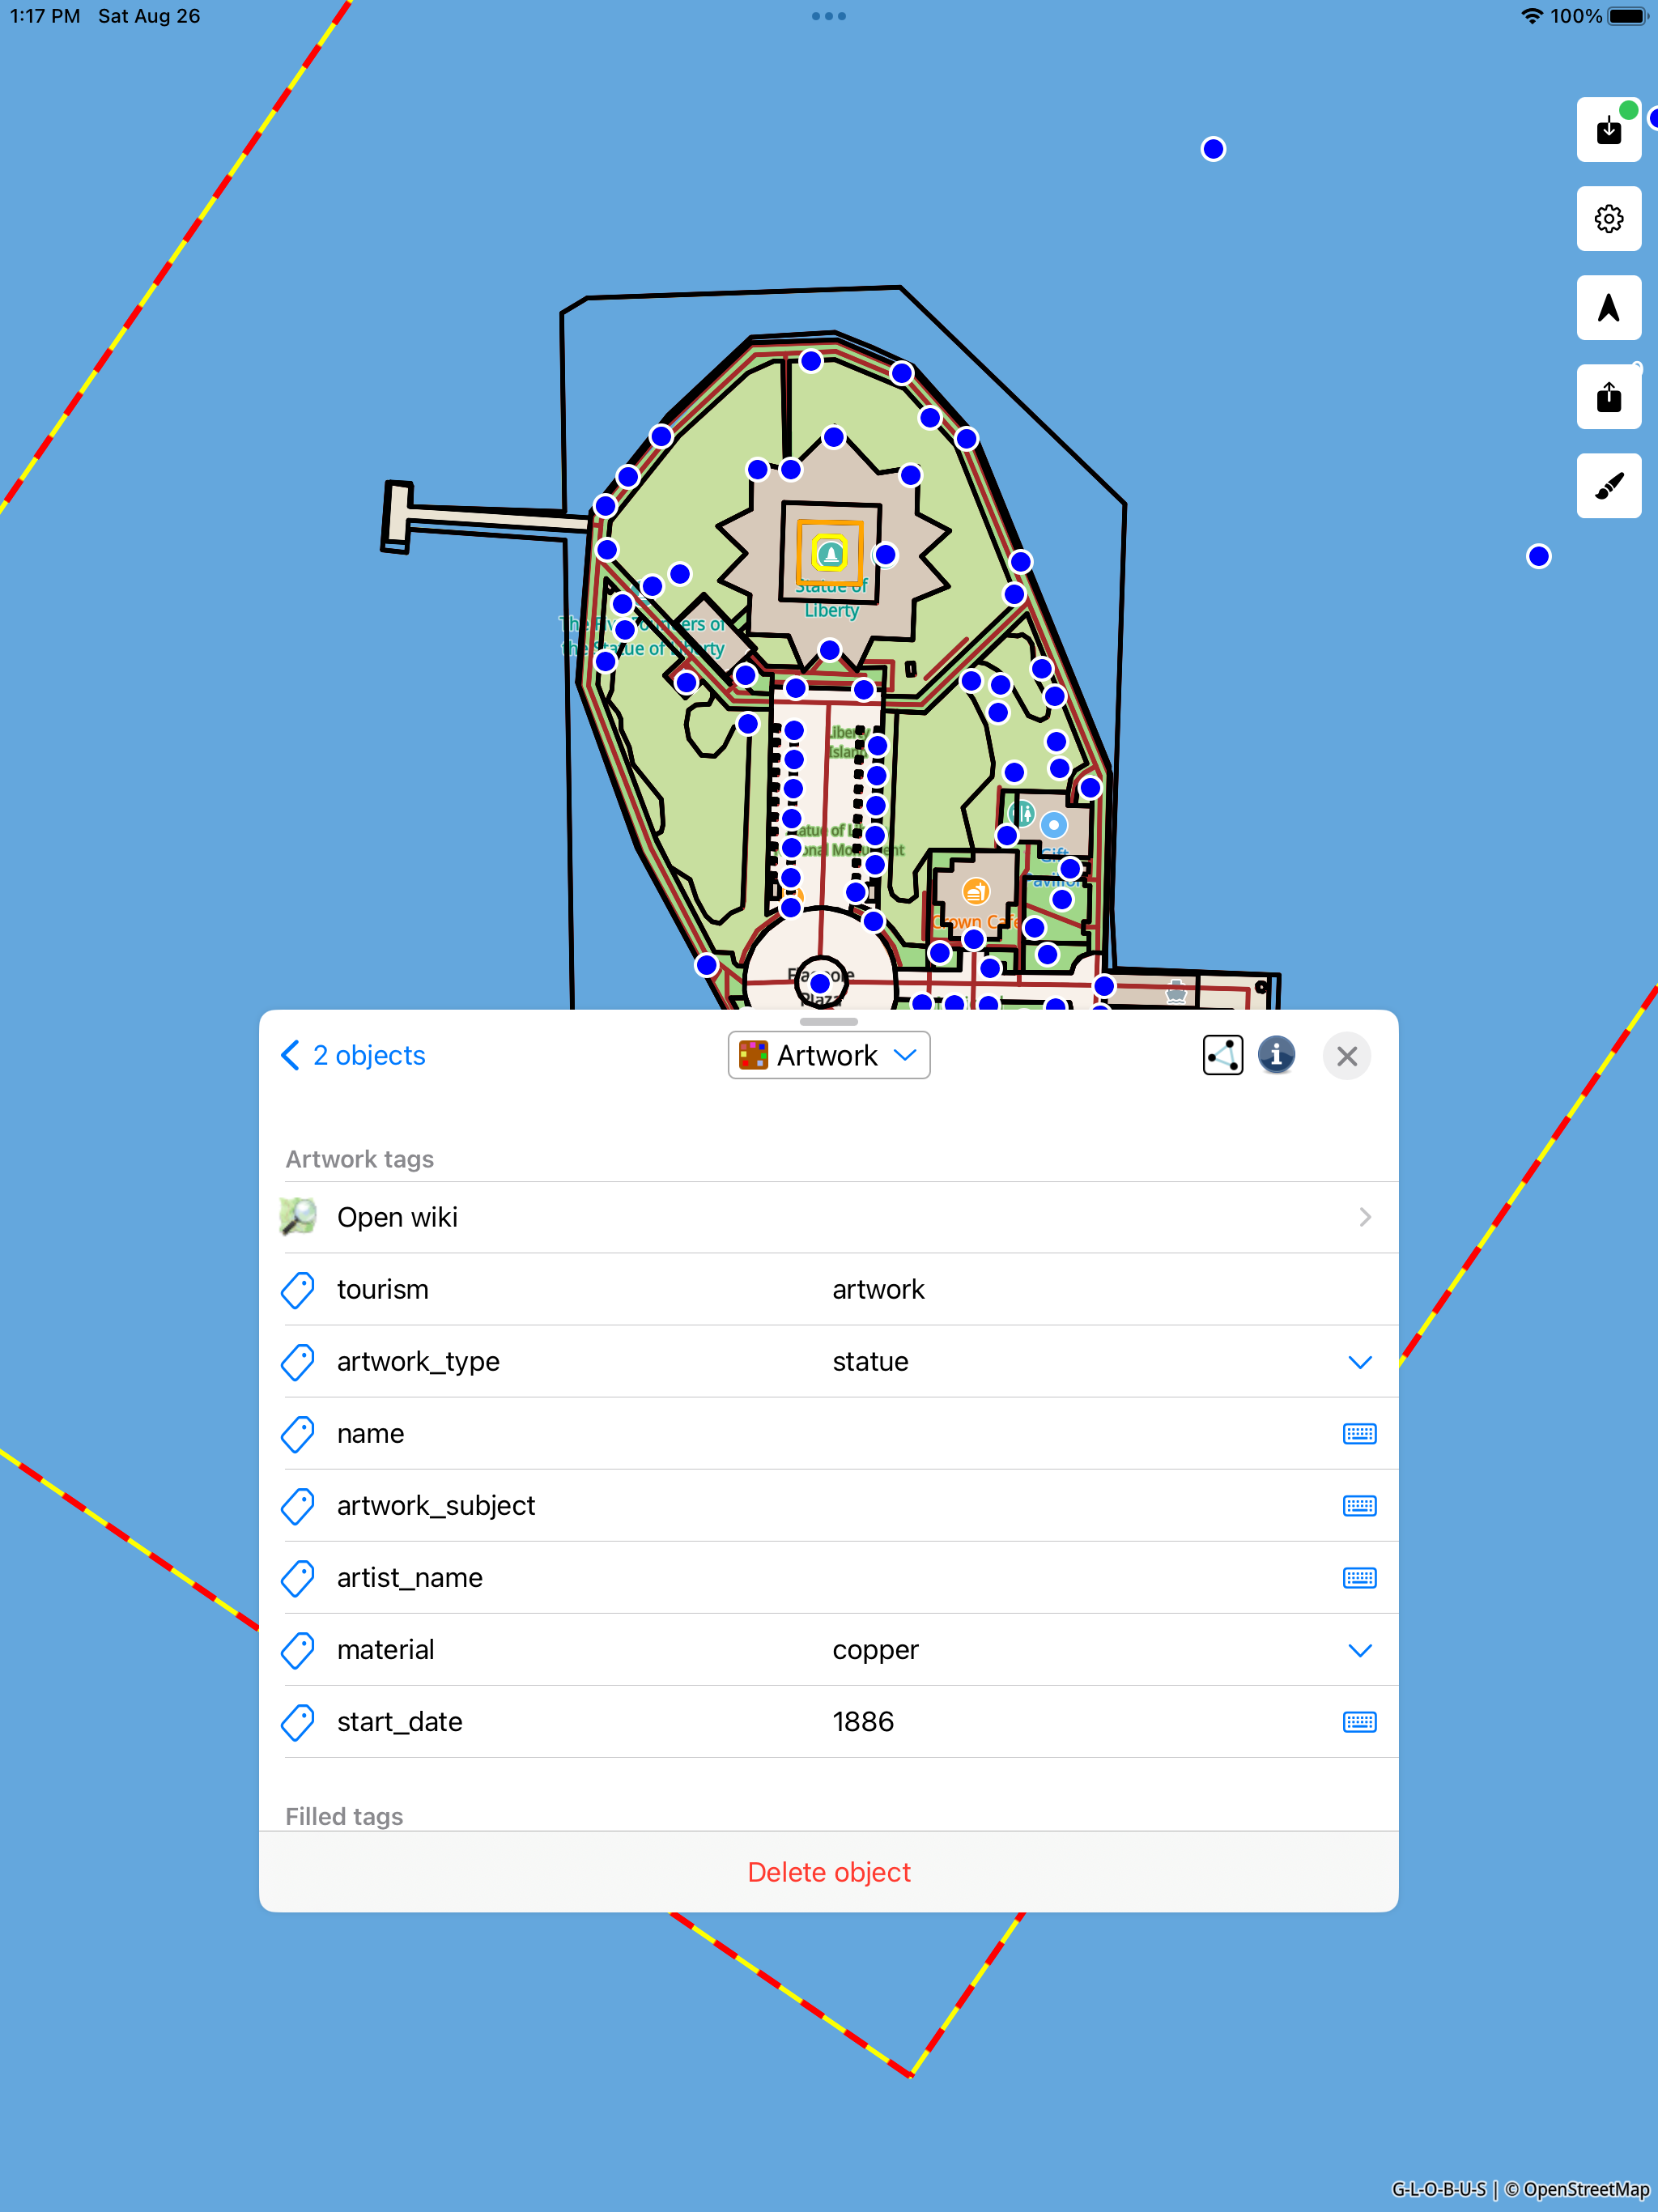 1:17 PM Sat Aug 26
100%
Statue of
Liberty
The Five Founders of
the Statue of Liberty
Liberty
Island
Statue of Liberty
National Monument
Gift
Pavilion
Crown Cafe
Flagpole
Plaza
2 objects
Artwork
Artwork tags
Open wiki
tourism artwork
artwork_type statue
name
artwork_subject
artist_name
material copper
start_date 1886
Filled tags
Delete object
G-L-O-B-U-S | © OpenStreetMap